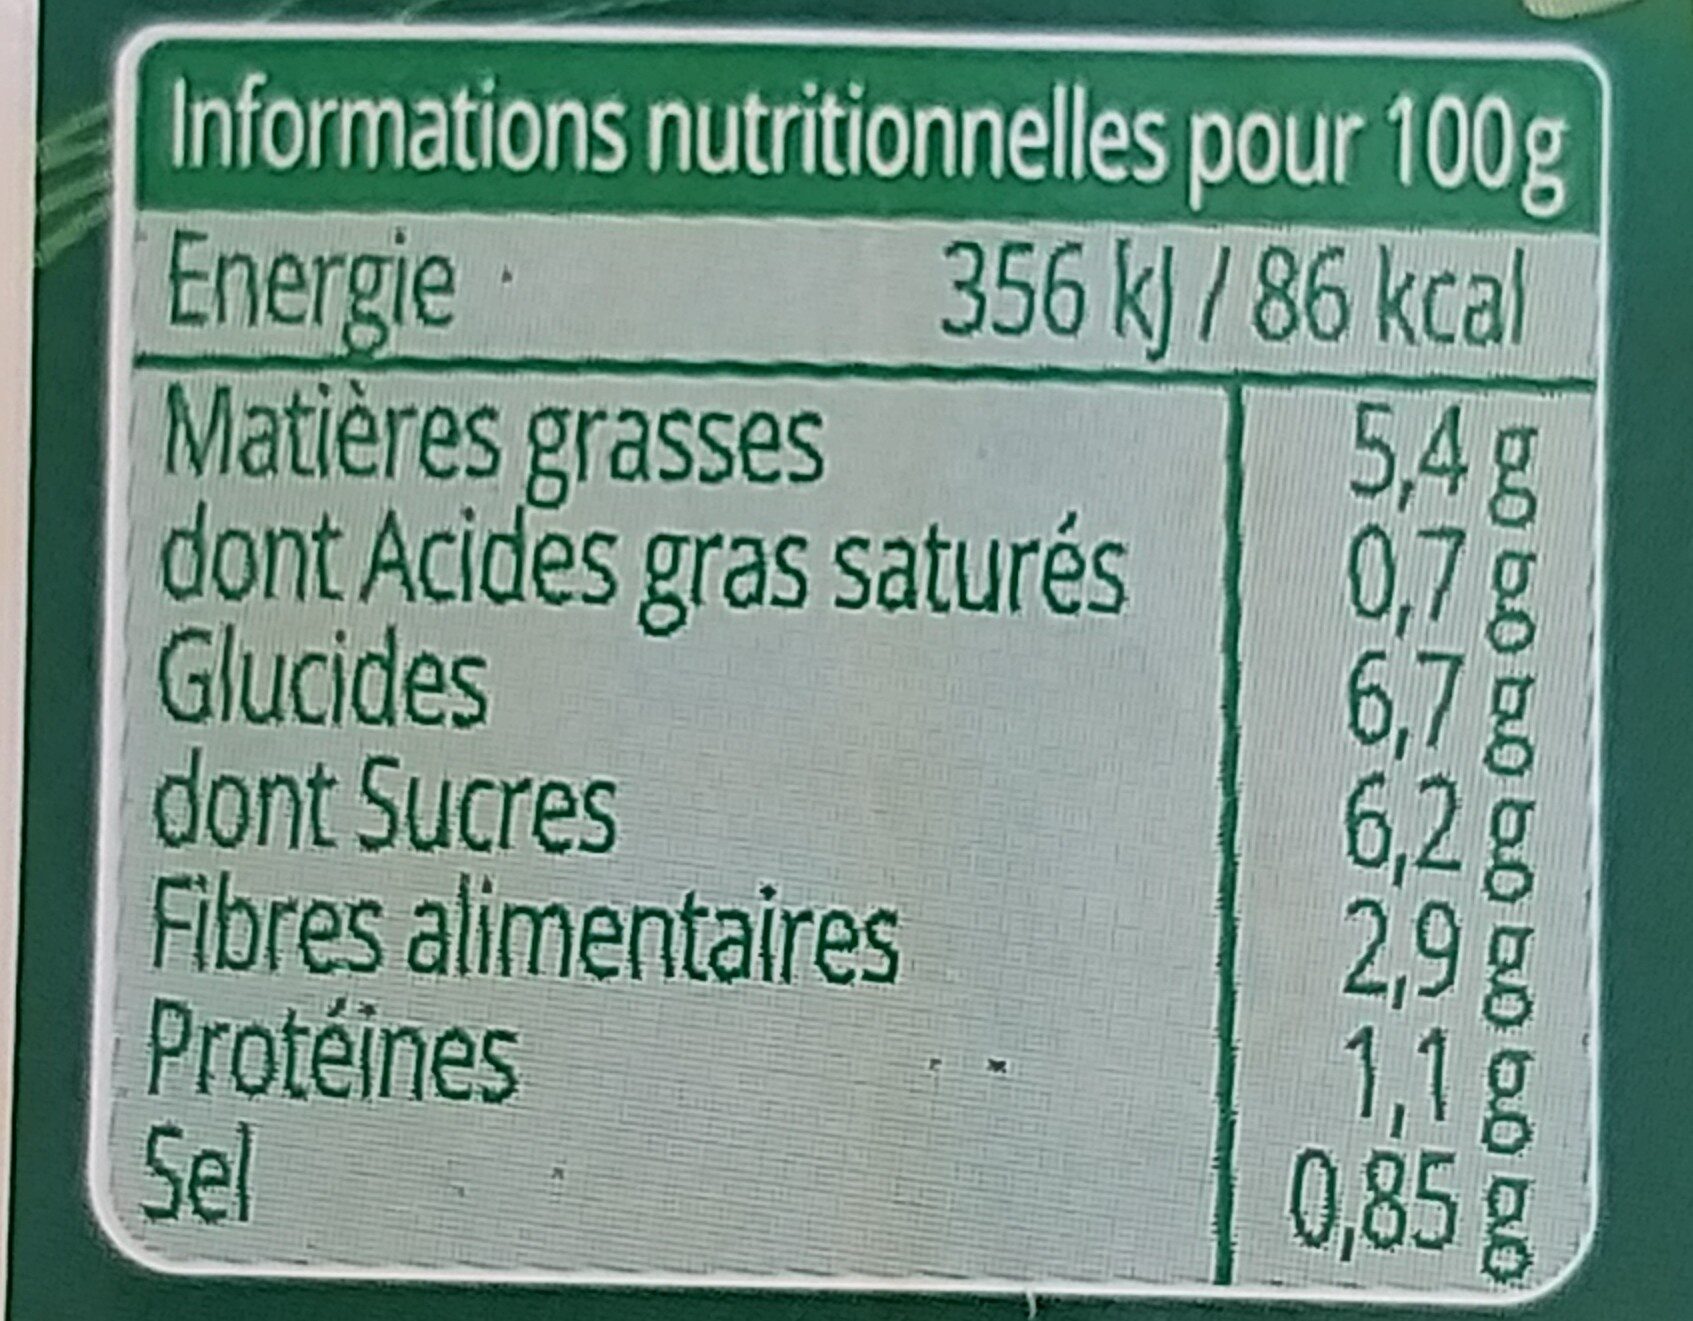 Informations nutritionnelles pour 100g
Energie 356 kJ / 86 kcal
Matières grasses 5,4 g
dont Acides gras saturés 0,7 g
Glucides 6,7 g
dont Sucres 6,2 g
Fibres alimentaires 2,9 g
Protéines 1,1 g
Sel 0,85 g